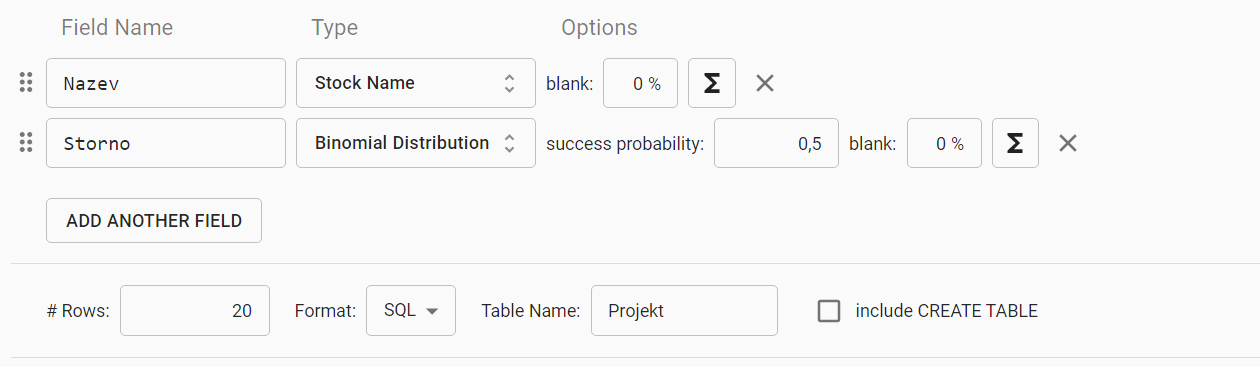 Field Name Type Options
Nazev Stock Name blank: 0 % Σ
Storno Binomial Distribution success probability: 0,5 blank: 0 % Σ
ADD ANOTHER FIELD
# Rows: 20 Format: SQL Table Name: Projekt include CREATE TABLE